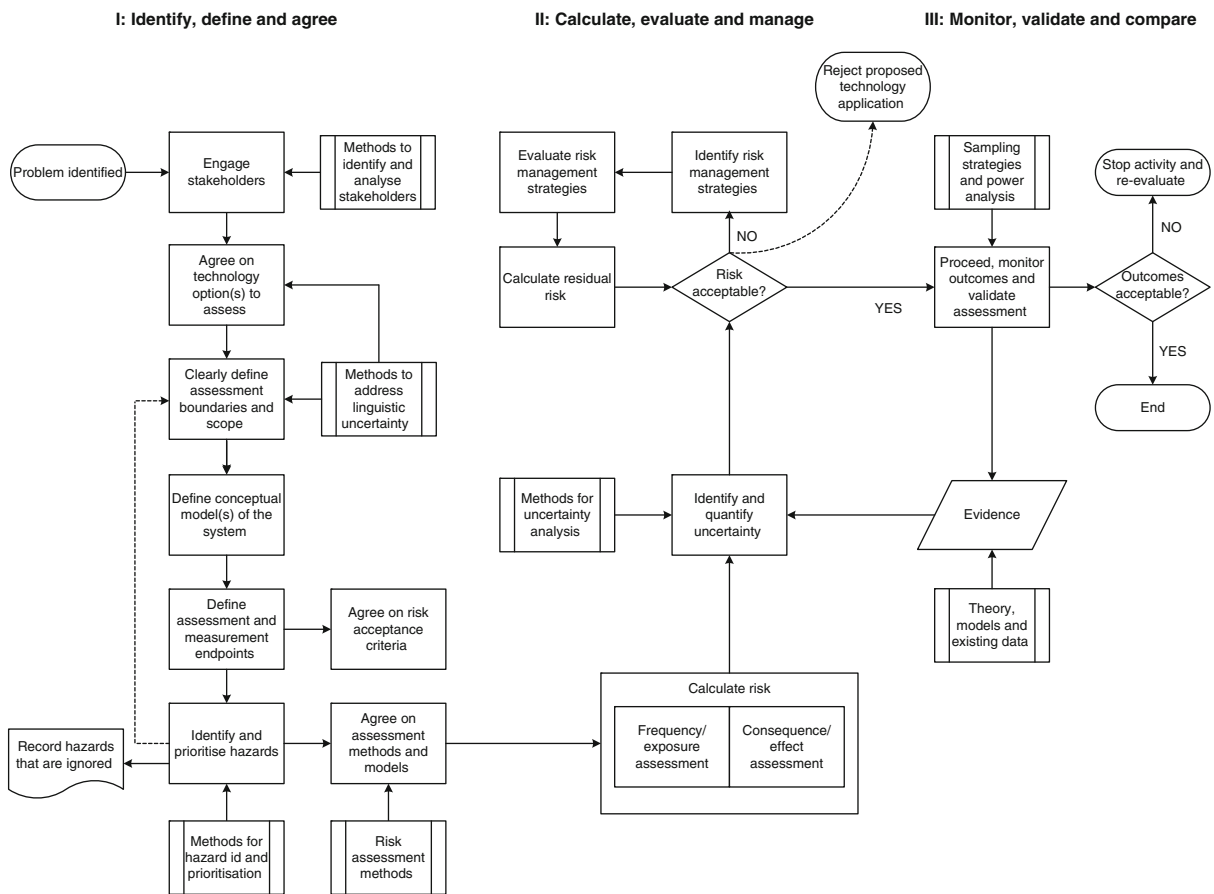 I: Identify, define and agree
II: Calculate, evaluate and manage
III: Monitor, validate and compare
Problem identified
Engage
stakeholders
Methods to
identify and
analyse
stakeholders
Agree on
technology
option(s) to
assess
Clearly define
assessment
boundaries and
scope
Methods to
address
linguistic
uncertainty
Define conceptual
model(s) of the
system
Define
assessment and
measurement
endpoints
Agree on risk
acceptance
criteria
Identify and
prioritise hazards
Record hazards
that are ignored
Agree on
assessment
methods and
models
Methods for
hazard id and
prioritisation
Risk
assessment
methods
Reject proposed
technology
application
Evaluate risk
management
strategies
Identify risk
management
strategies
NO
Calculate residual
risk
Risk
acceptable?
YES
Methods for
uncertainty
analysis
Identify and
quantify
uncertainty
Calculate risk
Frequency/
exposure
assessment
Consequence/
effect
assessment
Sampling
strategies
and power
analysis
Stop activity and
re-evaluate
NO
Proceed, monitor
outcomes and
validate
assessment
Outcomes
acceptable?
YES
End
Evidence
Theory,
models and
existing data